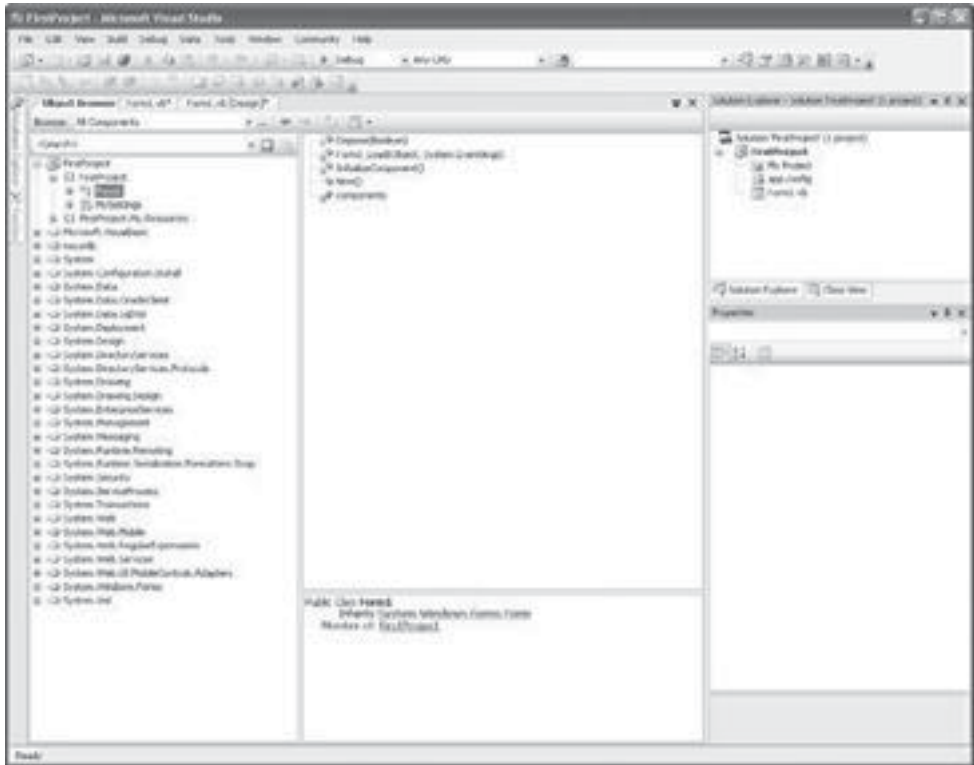 FirstProject - Microsoft Visual Studio
File Edit View Build Debug Data Tools Window Community Help
Debug Any CPU
Object Browser Form1.vb* Form1.vb [Design]*
Browse: All Components
<Search>
FirstProject
FirstProject
Form1
MySettings
FirstProject.My.Resources
Microsoft.VisualBasic
mscorlib
System
System.Configuration.Install
System.Data
System.Data.OracleClient
System.Data.SqlXml
System.Deployment
System.Design
System.DirectoryServices
System.DirectoryServices.Protocols
System.Drawing
System.Drawing.Design
System.EnterpriseServices
System.Management
System.Messaging
System.Runtime.Remoting
System.Runtime.Serialization.Formatters.Soap
System.Security
System.ServiceProcess
System.Transactions
System.Web
System.Web.Mobile
System.Web.RegularExpressions
System.Web.Services
System.Web.UI.MobileControls.Adapters
System.Windows.Forms
System.Xml
Dispose(Boolean)
Form1_Load(Object, System.EventArgs)
InitializeComponent()
New()
components
Public Class Form1
Inherits System.Windows.Forms.Form
Member of: FirstProject
Solution Explorer - Solution 'FirstProject' (1 project)
Solution 'FirstProject' (1 project)
FirstProject
My Project
app.config
Form1.vb
Solution Explorer Class View
Properties
Ready